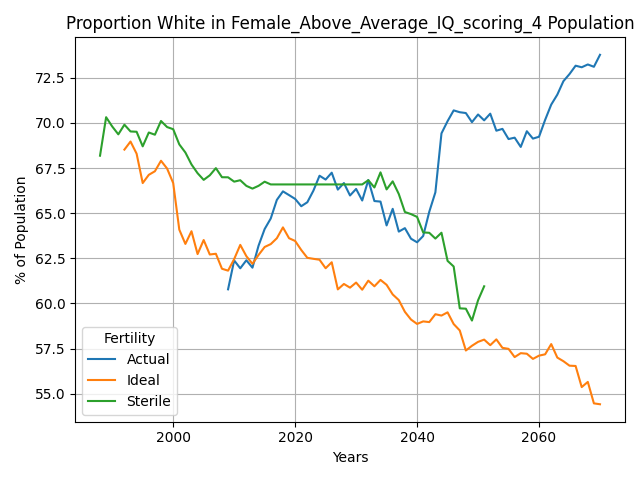 Proportion White in Female_Above_Average_IQ_scoring_4 Population
% of Population
72.5
70.0
67.5
65.0
62.5
60.0
57.5
55.0
Fertility
Actual
Ideal
Sterile
2000
2020
2040
2060
Years